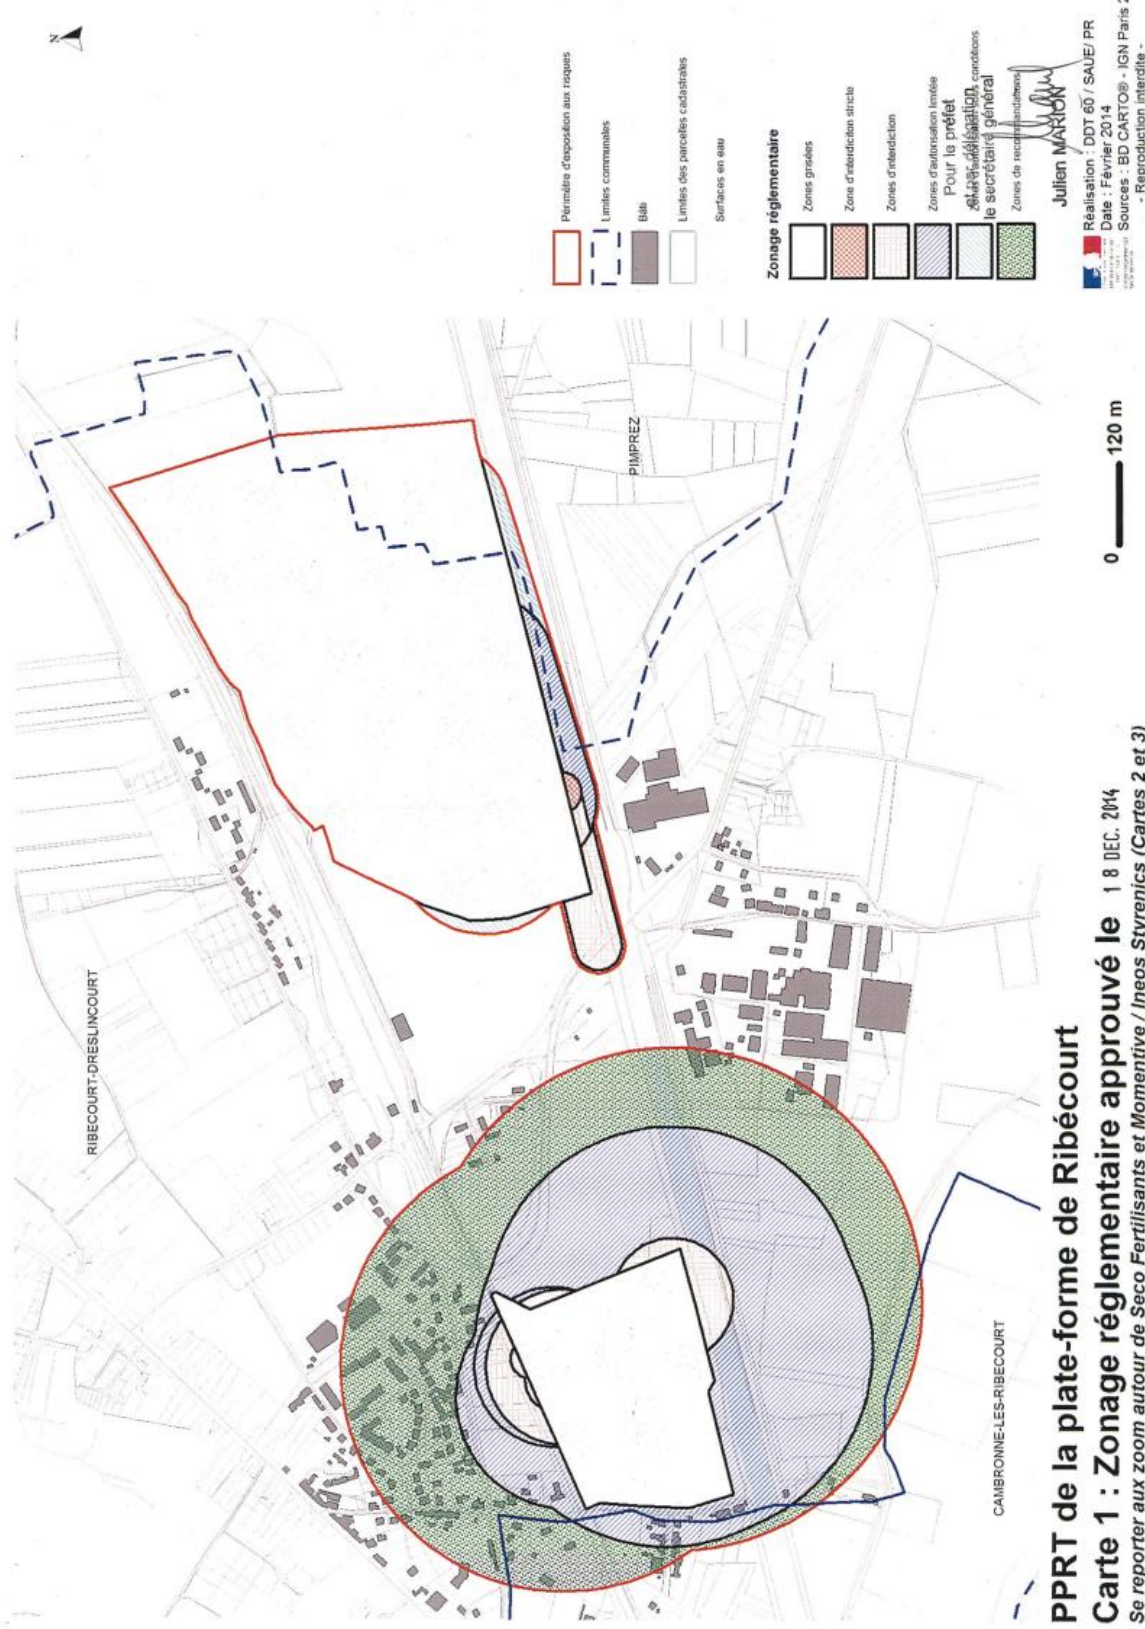 N
Périmètre d'exposition aux risques
Limites communales
Bâti
Limites des parcelles cadastrales
Surfaces en eau
Zonage réglementaire
Zones grisées
Zone d'interdiction stricte
Zones d'interdiction
Zones d'autorisation limitée
Zones d'autorisation sous conditions
Zones de recommandations
Pour le préfet
et par délégation
le secrétaire général
Julien MARION
Réalisation : DDT 60 / SAUE/ PR
Date : Février 2014
Sources : BD CARTO® - IGN Paris
- Reproduction interdite -
RIBECOURT-DRESLINCOURT
PIMPREZ
CAMBRONNE-LES-RIBECOURT
0 120 m
PPRT de la plate-forme de Ribécourt
Carte 1 : Zonage réglementaire approuvé le 18 DEC. 2014
Se reporter aux zoom autour de Seco Fertilisants et Momentive / Ineos Styrenics (Cartes 2 et 3)